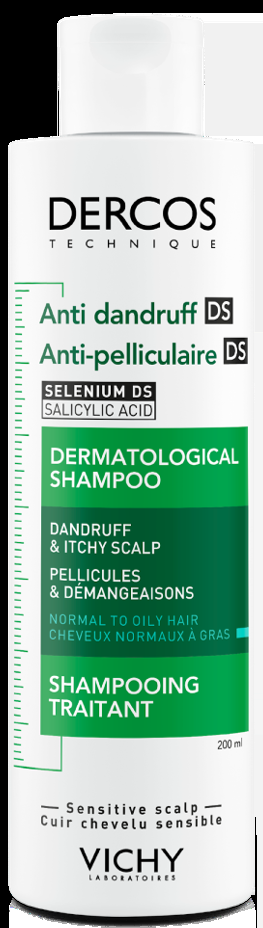 DERCOS
TECHNIQUE
Anti dandruff DS
Anti-pelliculaire DS
SELENIUM DS
SALICYLIC ACID
DERMATOLOGICAL
SHAMPOO
DANDRUFF
& ITCHY SCALP
PELLICULES
& DÉMANGEAISONS
NORMAL TO OILY HAIR
CHEVEUX NORMAUX À GRAS
SHAMPOOING
TRAITANT
200 ml
Sensitive scalp
Cuir chevelu sensible
VICHY
LABORATOIRES